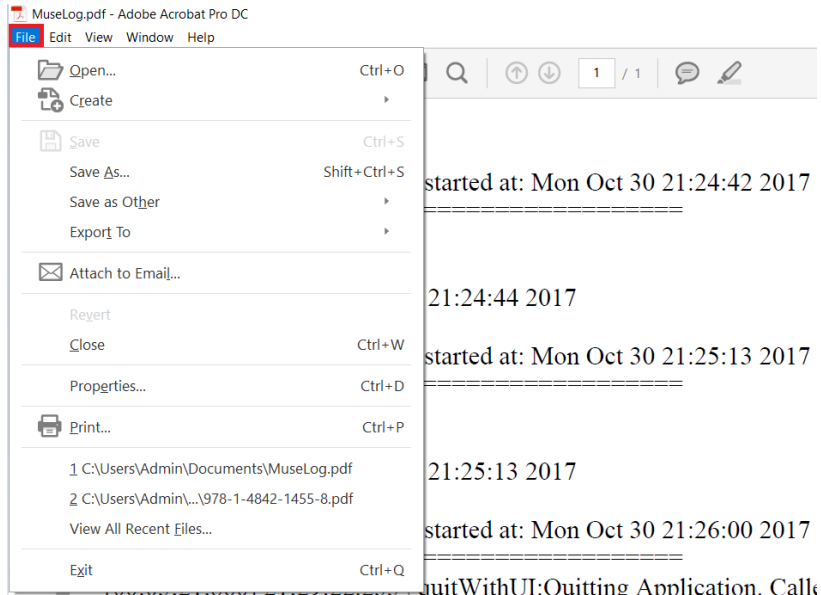 MuseLog.pdf - Adobe Acrobat Pro DC
File Edit View Window Help
Open... Ctrl+O
Create
Save Ctrl+S
Save As... Shift+Ctrl+S
Save as Other
Export To
Attach to Email...
Revert
Close Ctrl+W
Properties... Ctrl+D
Print... Ctrl+P
1 C:\Users\Admin\Documents\MuseLog.pdf
2 C:\Users\Admin\...\978-1-4842-1455-8.pdf
View All Recent Files...
Exit Ctrl+Q
1 / 1
started at: Mon Oct 30 21:24:42 2017
==================
21:24:44 2017
started at: Mon Oct 30 21:25:13 2017
==================
21:25:13 2017
started at: Mon Oct 30 21:26:00 2017
==================
quitWithUI:Quitting Application. Calle